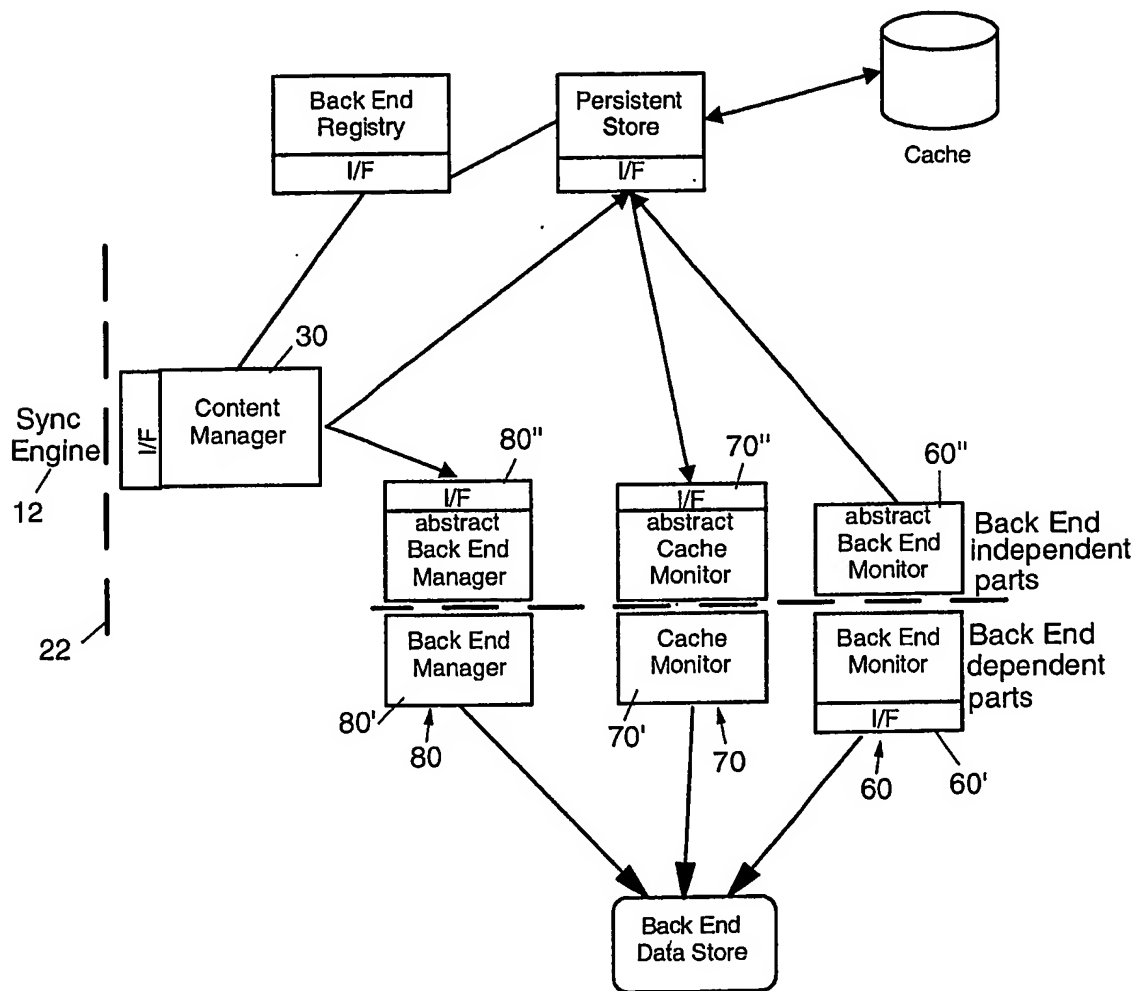 Back End
Registry
I/F
Persistent
Store
I/F
Cache
30
Sync
Engine
12
22
I/F
Content
Manager
80"
I/F
abstract
Back End
Manager
70"
I/F
abstract
Cache
Monitor
60"
abstract
Back End
Monitor
Back End
independent
parts
Back End
Manager
80'
80
Cache
Monitor
70'
70
Back End
Monitor
I/F
60
60'
Back End
dependent
parts
Back End
Data Store